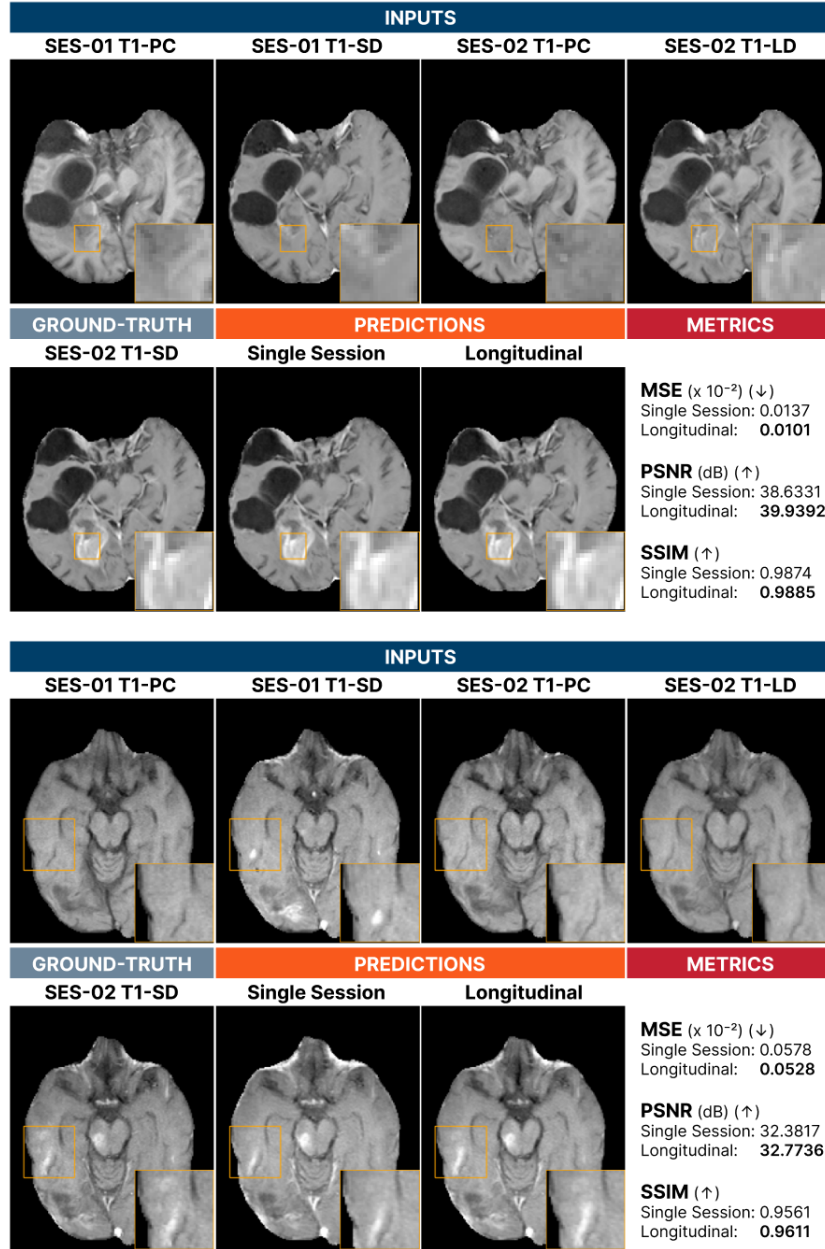 INPUTS
SES-01 T1-PC SES-01 T1-SD SES-02 T1-PC SES-02 T1-LD
GROUND-TRUTH PREDICTIONS METRICS
SES-02 T1-SD Single Session Longitudinal
MSE (x 10⁻²) (↓)
Single Session: 0.0137
Longitudinal: 0.0101
PSNR (dB) (↑)
Single Session: 38.6331
Longitudinal: 39.9392
SSIM (↑)
Single Session: 0.9874
Longitudinal: 0.9885
INPUTS
SES-01 T1-PC SES-01 T1-SD SES-02 T1-PC SES-02 T1-LD
GROUND-TRUTH PREDICTIONS METRICS
SES-02 T1-SD Single Session Longitudinal
MSE (x 10⁻²) (↓)
Single Session: 0.0578
Longitudinal: 0.0528
PSNR (dB) (↑)
Single Session: 32.3817
Longitudinal: 32.7736
SSIM (↑)
Single Session: 0.9561
Longitudinal: 0.9611